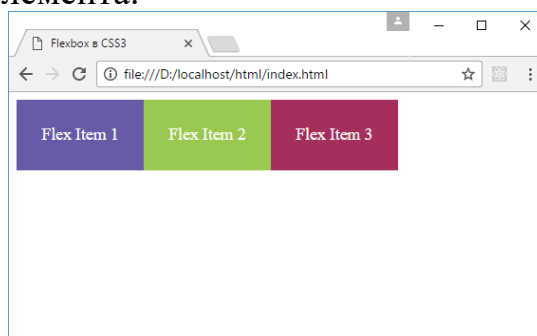 лемента.
Flexbox в CSS3
file:///D:/localhost/html/index.html
Flex Item 1 Flex Item 2 Flex Item 3